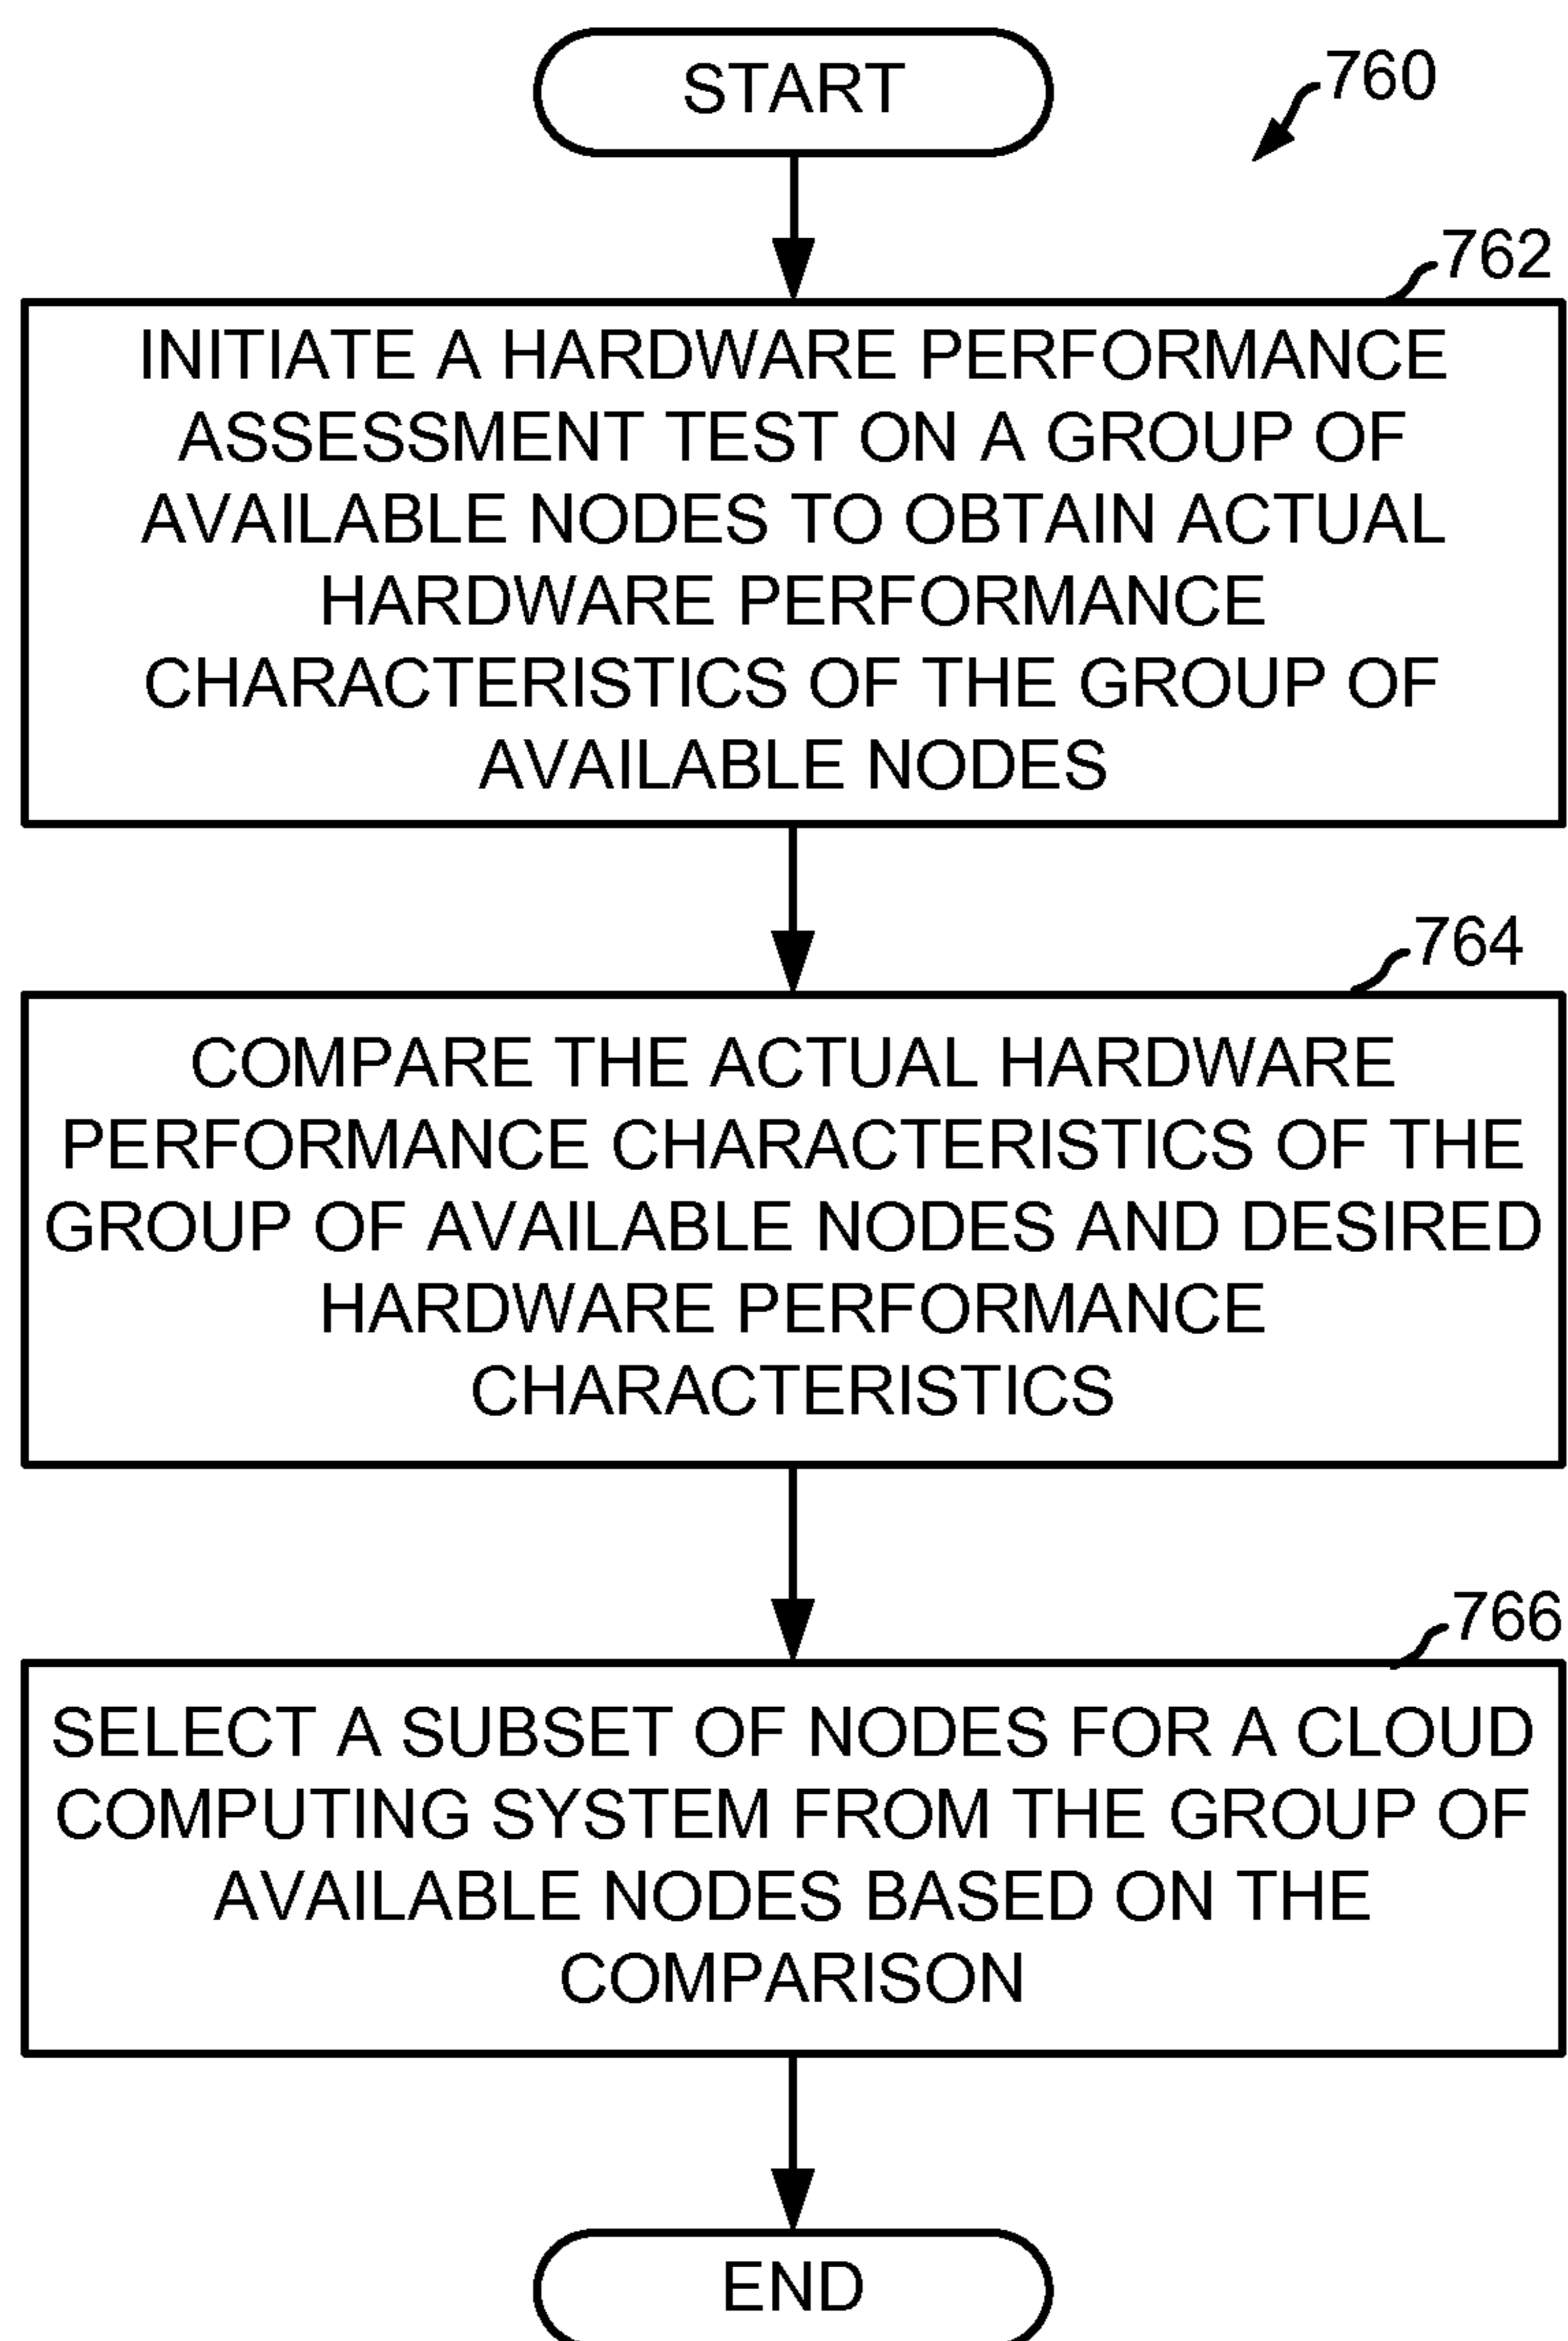 START
760
762
INITIATE A HARDWARE PERFORMANCE
ASSESSMENT TEST ON A GROUP OF
AVAILABLE NODES TO OBTAIN ACTUAL
HARDWARE PERFORMANCE
CHARACTERISTICS OF THE GROUP OF
AVAILABLE NODES
764
COMPARE THE ACTUAL HARDWARE
PERFORMANCE CHARACTERISTICS OF THE
GROUP OF AVAILABLE NODES AND DESIRED
HARDWARE PERFORMANCE
CHARACTERISTICS
766
SELECT A SUBSET OF NODES FOR A CLOUD
COMPUTING SYSTEM FROM THE GROUP OF
AVAILABLE NODES BASED ON THE
COMPARISON
END